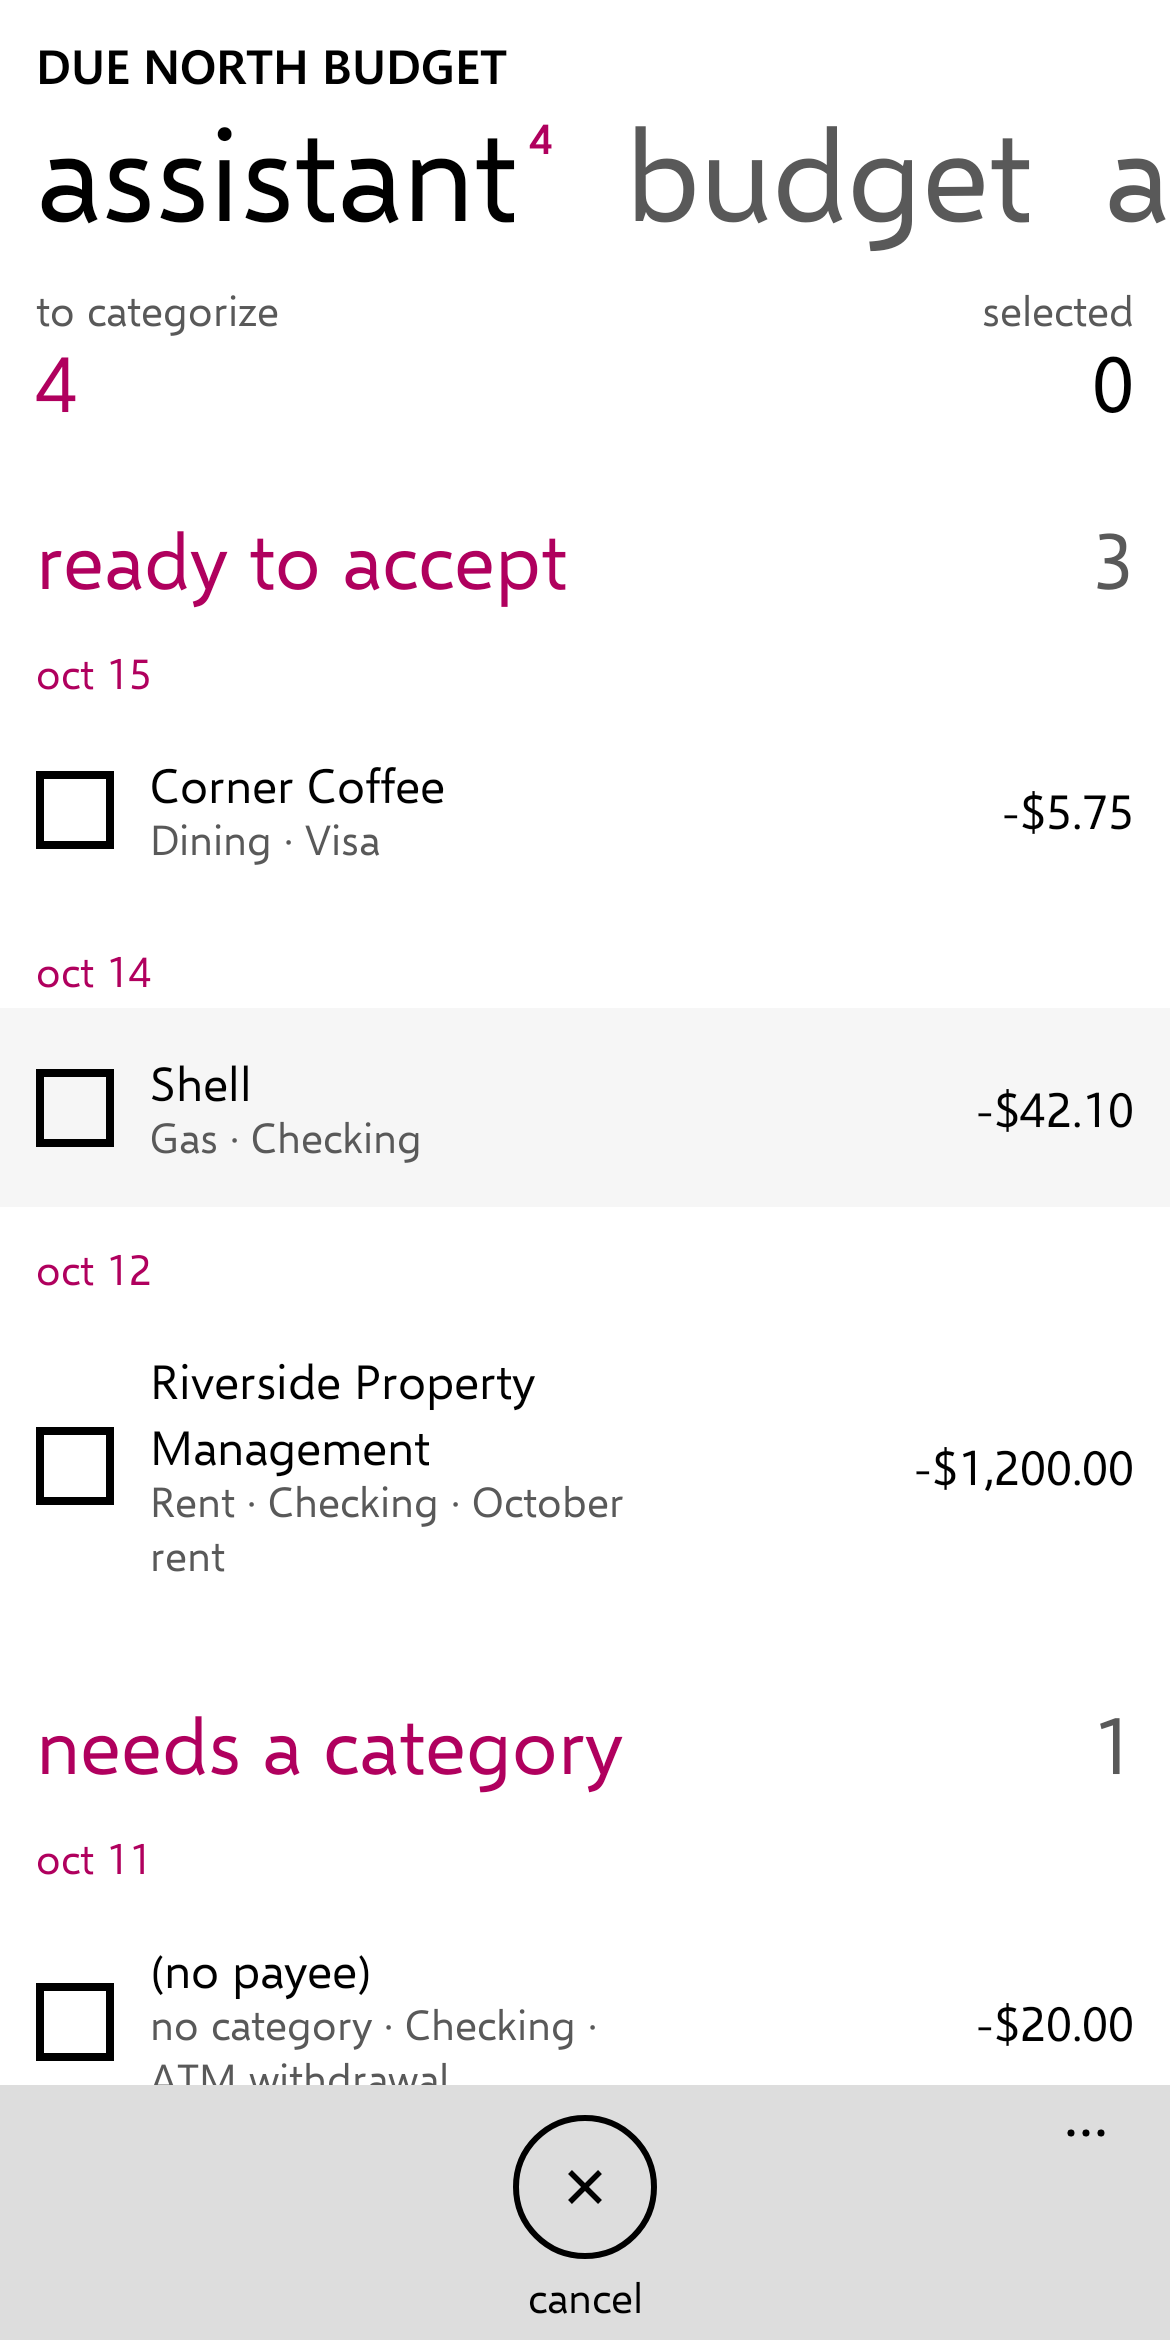 DUE NORTH BUDGET
assistant 4 budget a
to categorize selected
4 0
ready to accept 3
oct 15
Corner Coffee
Dining · Visa -$5.75
oct 14
Shell
Gas · Checking -$42.10
oct 12
Riverside Property
Management
-$1,200.00
Rent · Checking · October
rent
needs a category 1
oct 11
(no payee)
no category · Checking · -$20.00
ATM withdrawal
...
cancel